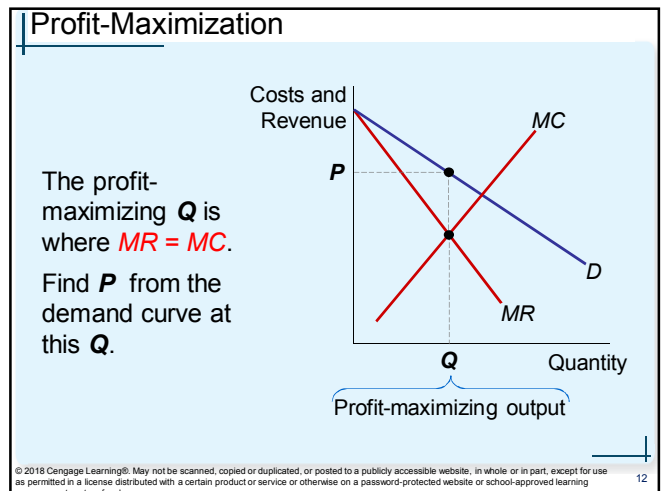 Profit-Maximization
The profit-
maximizing Q is
where MR = MC.
Find P from the
demand curve at
this Q.
Costs and
Revenue
MC
P
D
MR
Q
Quantity
Profit-maximizing output
© 2018 Cengage Learning®. May not be scanned, copied or duplicated, or posted to a publicly accessible website, in whole or in part, except for use
as permitted in a license distributed with a certain product or service or otherwise on a password-protected website or school-approved learning
12